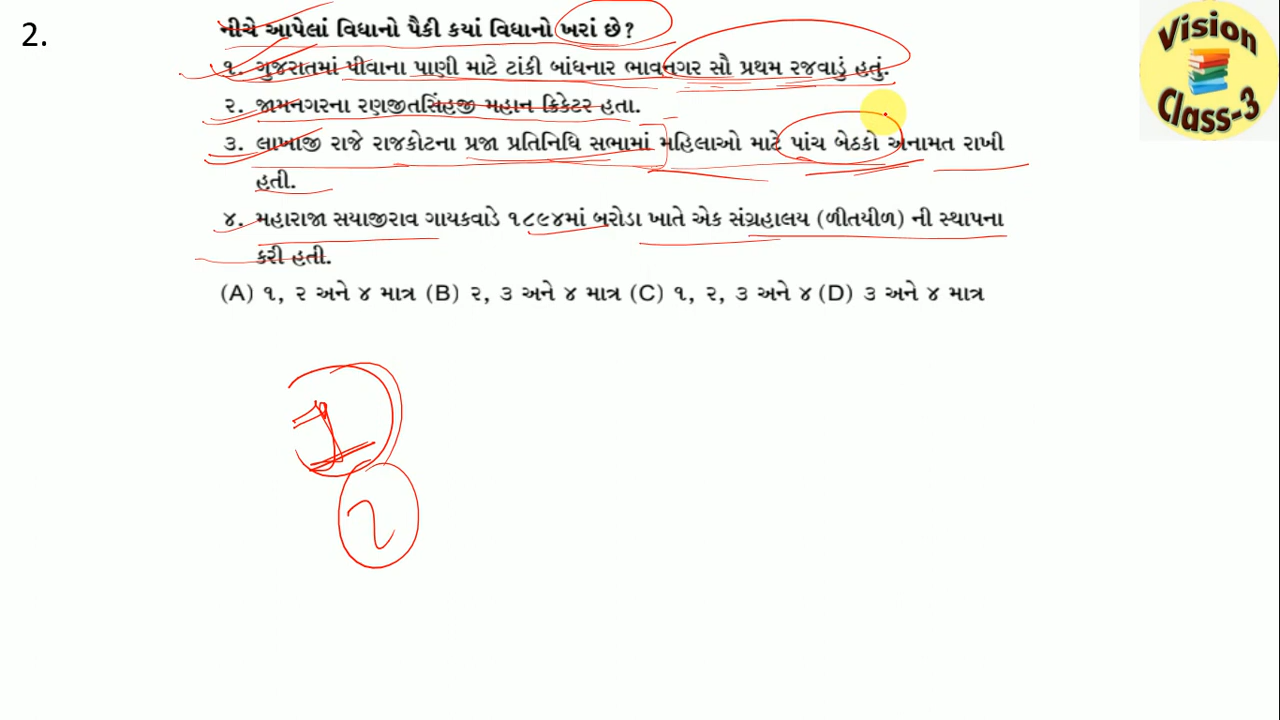 2.
નીચે આપેલાં વિધાનો પૈકી કયાં વિધાનો ખરાં છે?
૧. ગુજરાતમાં પીવાના પાણી માટે ટાંકી બાંધનાર ભાવનગર સૌ પ્રથમ રજવાડું હતું.
૨. જામનગરના રણજીતસિંહજી મહાન ક્રિકેટર હતા.
૩. લાખાજી રાજે રાજકોટના પ્રજા પ્રતિનિધિ સભામાં મહિલાઓ માટે પાંચ બેઠકો અનામત રાખી
હતી.
૪. મહારાજા સયાજીરાવ ગાયકવાડે ૧૮૯૪માં બરોડા ખાતે એક સંગ્રહાલય (ળીતયીળ) ની સ્થાપના
કરી હતી.
(A) ૧, ૨ અને ૪ માત્ર (B) ૨, ૩ અને ૪ માત્ર (C) ૧, ૨, ૩ અને ૪ (D) ૩ અને ૪ માત્ર
Vision
Class-3